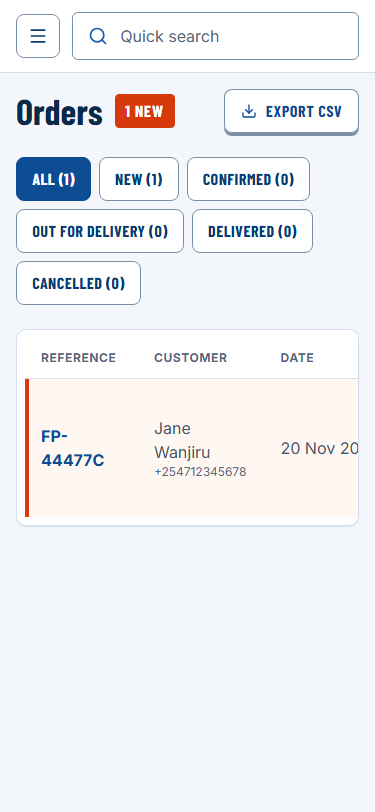 Quick search
Orders
1 NEW
EXPORT CSV
ALL (1)
NEW (1)
CONFIRMED (0)
OUT FOR DELIVERY (0)
DELIVERED (0)
CANCELLED (0)
REFERENCE CUSTOMER DATE
FP-
44477C
Jane
Wanjiru
+254712345678
20 Nov 20